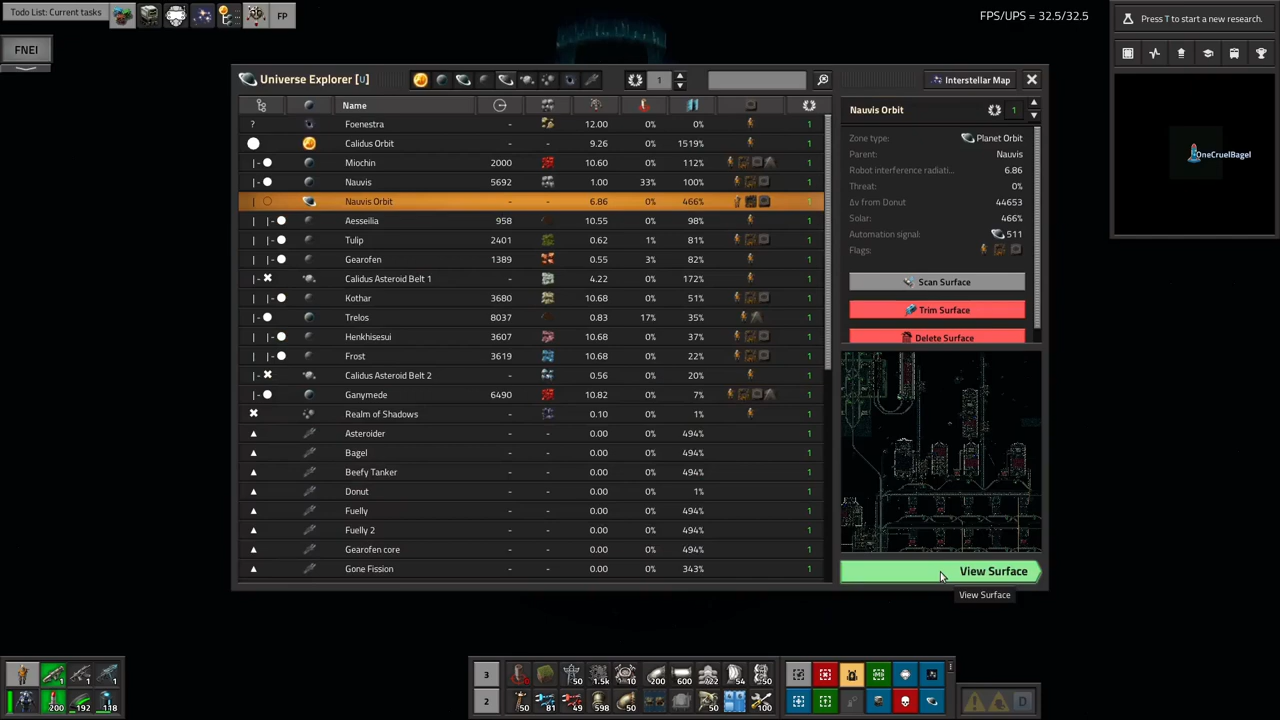 Todo List: Current tasks
FP
FPS/UPS = 32.5/32.5
Press T to start a new research.
FNEI
Universe Explorer [U]
1
Interstellar Map
Name
Nauvis Orbit
1
? Foenestra - 12.00 0% 0% 1
Calidus Orbit - 9.26 0% 1519% 1
Miochin 2000 10.60 0% 112% 1
Nauvis 5692 1.00 33% 100% 1
Nauvis Orbit - - 6.86 0% 466% 1
Aesseilia 958 10.55 0% 98% 1
Tulip 2401 0.62 1% 81% 1
Gearofen 1389 0.55 3% 82% 1
Calidus Asteroid Belt 1 - 4.22 0% 172% 1
Kothar 3680 10.68 0% 51% 1
Trelos 8037 0.83 17% 35% 1
Henkhisesui 3607 10.68 0% 37% 1
Frost 3619 10.68 0% 22% 1
Calidus Asteroid Belt 2 - 0.56 0% 20% 1
Ganymede 6490 10.82 0% 7% 1
Realm of Shadows - 0.10 0% 1% 1
Asteroider - - 0.00 0% 494% 1
Bagel - - 0.00 0% 494% 1
Beefy Tanker - - 0.00 0% 494% 1
Donut - - 0.00 0% 1% 1
Fuelly - - 0.00 0% 494% 1
Fuelly 2 - - 0.00 0% 494% 1
Gearofen core - - 0.00 0% 494% 1
Gone Fission - - 0.00 0% 343% 1
Zone type: Planet Orbit
Parent: Nauvis
Robot interference radiati... 6.86
Threat: 0%
Δv from Donut 44653
Solar: 466%
Automation signal: 511
Flags:
Scan Surface
Trim Surface
Delete Surface
View Surface
View Surface
OneCruelBagel
3
50 1.5k 10 200 600 54 50
2
50 81 49 598 50 50 100
200 192 118
D